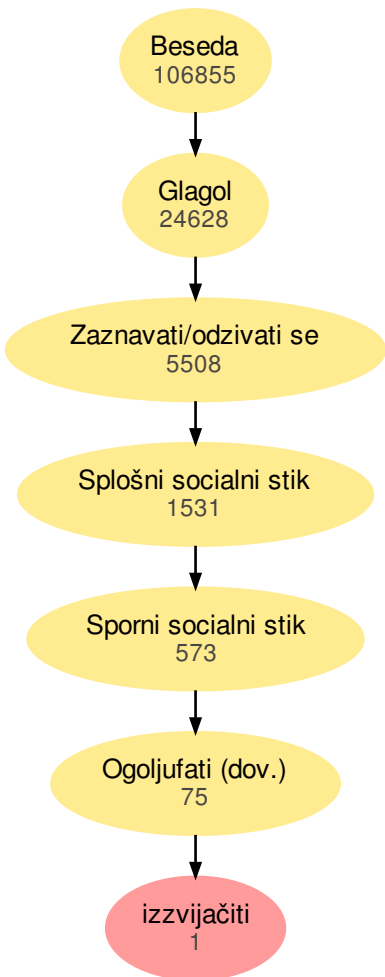 Beseda
106855
Glagol
24628
Zaznavati/odzivati se
5508
Splošni socialni stik
1531
Sporni socialni stik
573
Ogoljufati (dov.)
75
izzvijačiti
1